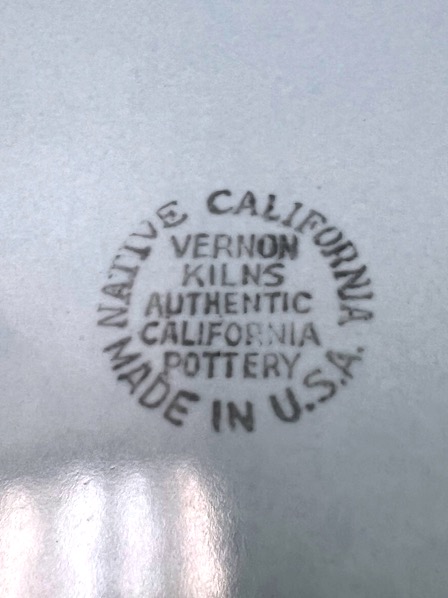 NATIVE CALIFORNIA
VERNON
KILNS
AUTHENTIC
CALIFORNIA
POTTERY
MADE IN U.S.A.